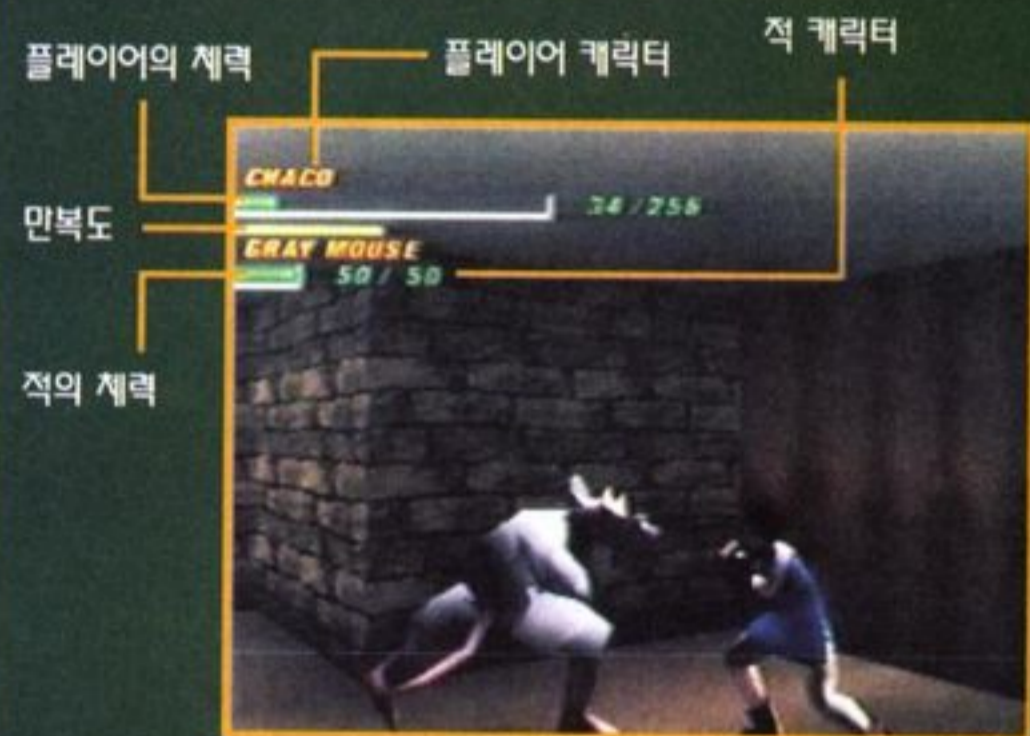 적 캐릭터
플레이어의 체력
플레이어 캐릭터
CHACO
34/256
만복도
GRAY MOUSE
50/ 50
적의 체력